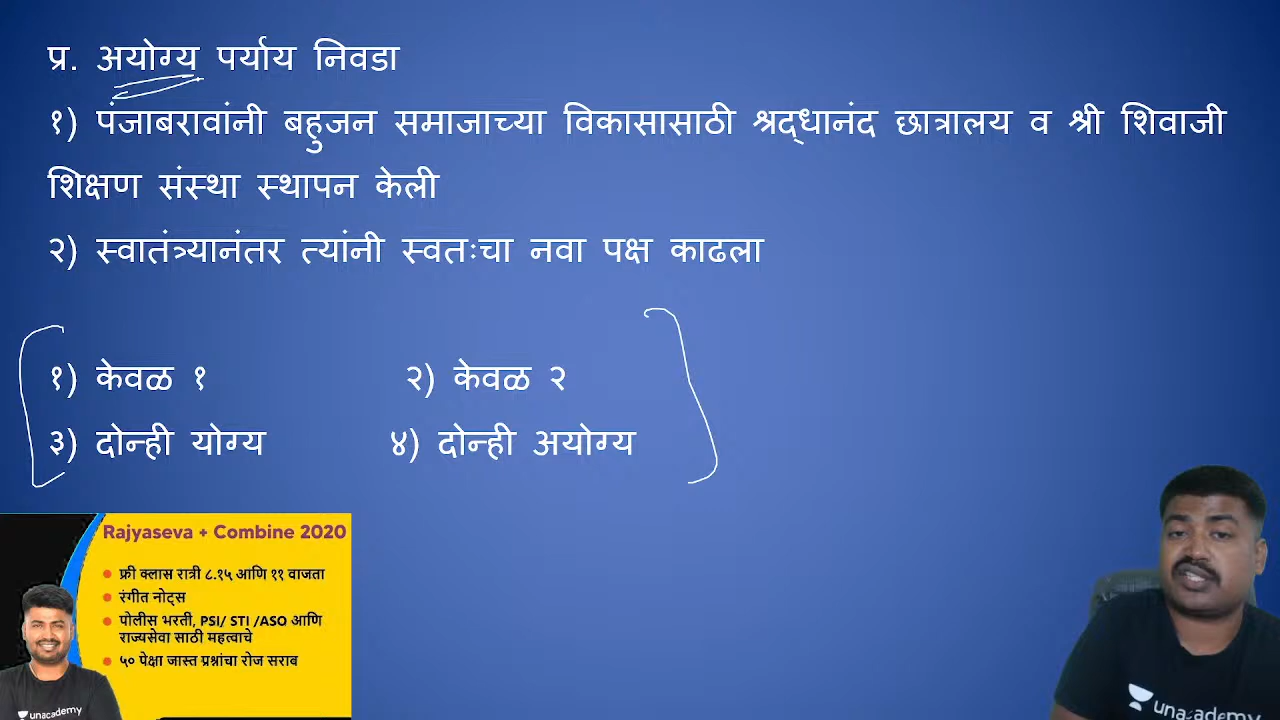 प्र. अयोग्य पर्याय निवडा
१) पंजाबरावांनी बहुजन समाजाच्या विकासासाठी श्रद्धानंद छात्रालय व श्री शिवाजी
शिक्षण संस्था स्थापन केली
२) स्वातंत्र्यानंतर त्यांनी स्वतःचा नवा पक्ष काढला
१) केवळ १ २) केवळ २
३) दोन्ही योग्य ४) दोन्ही अयोग्य
Rajyaseva + Combine 2020
फ्री क्लास रात्री ८.१५ आणि ११ वाजता
रंगीत नोट्स
पोलीस भरती, PSI/ STI /ASO आणि
राज्यसेवा साठी महत्वाचे
५० पेक्षा जास्त प्रश्नांचा रोज सराव
unacademy
unacademy